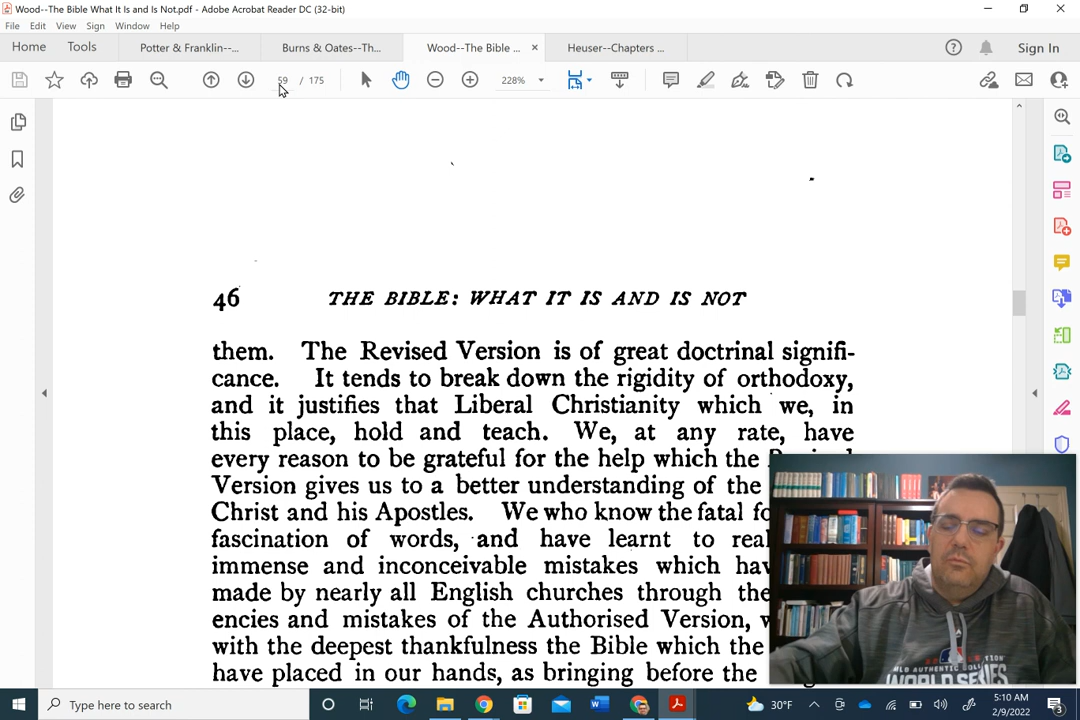 Wood--The Bible What It Is and Is Not.pdf - Adobe Acrobat Reader DC (32-bit)
File Edit View Sign Window Help
Home Tools Potter & Franklin--... Burns & Oates--Th... Wood--The Bible ... × Heuser--Chapters ... Sign In
59 / 175 228%
46 THE BIBLE: WHAT IT IS AND IS NOT
them. The Revised Version is of great doctrinal signifi-
cance. It tends to break down the rigidity of orthodoxy,
and it justifies that Liberal Christianity which we, in
this place, hold and teach. We, at any rate, have
every reason to be grateful for the help which the
Version gives us to a better understanding of the
Christ and his Apostles. We who know the fatal
fascination of words, and have learnt to
immense and inconceivable mistakes which
made by nearly all English churches through the
encies and mistakes of the Authorised Version,
with the deepest thankfulness the Bible which the
have placed in our hands, as bringing before the
WORLD SERIES
Type here to search
30°F
5:10 AM
2/9/2022
3